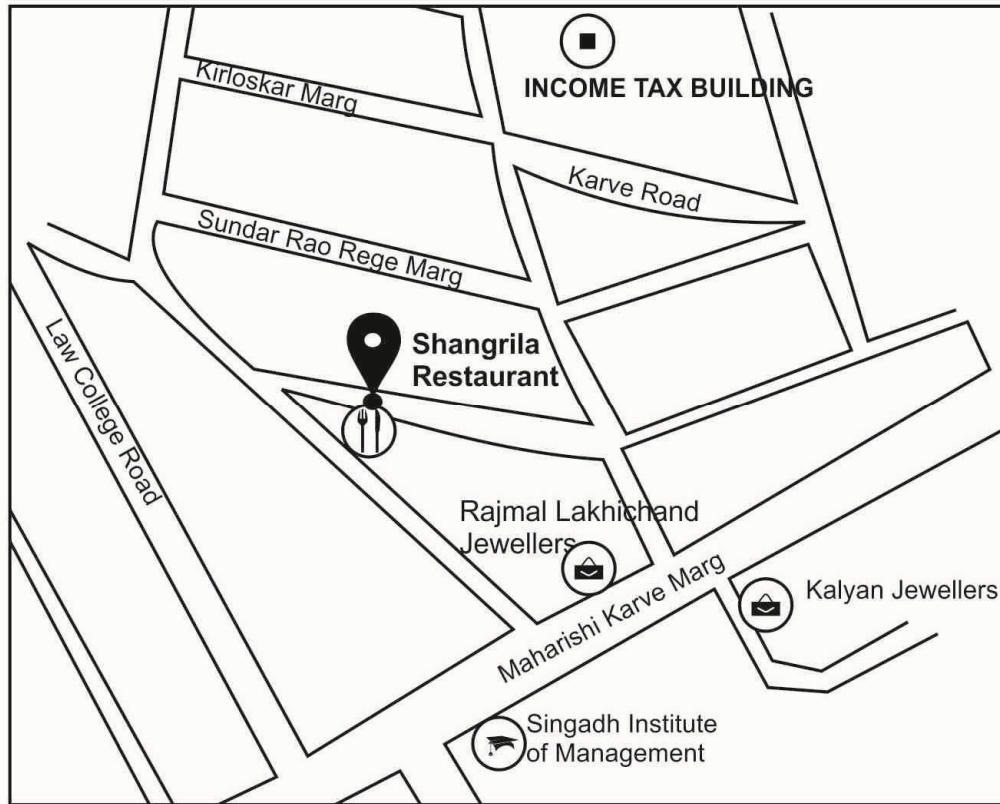 INCOME TAX BUILDING
Kirloskar Marg
Karve Road
Sundar Rao Rege Marg
Shangrila
Restaurant
Law College Road
Rajmal Lakhichand
Jewellers
Maharishi Karve Marg
Kalyan Jewellers
Singadh Institute
of Management